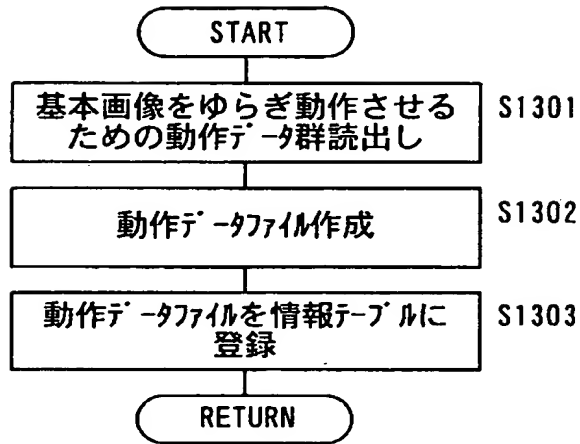 START
基本画像をゆらぎ動作させる
ための動作ﾃﾞｰﾀ群読出し
S1301
動作ﾃﾞｰﾀﾌｧｲﾙ作成
S1302
動作ﾃﾞｰﾀﾌｧｲﾙを情報ﾃｰﾌﾞﾙに
登録
S1303
RETURN